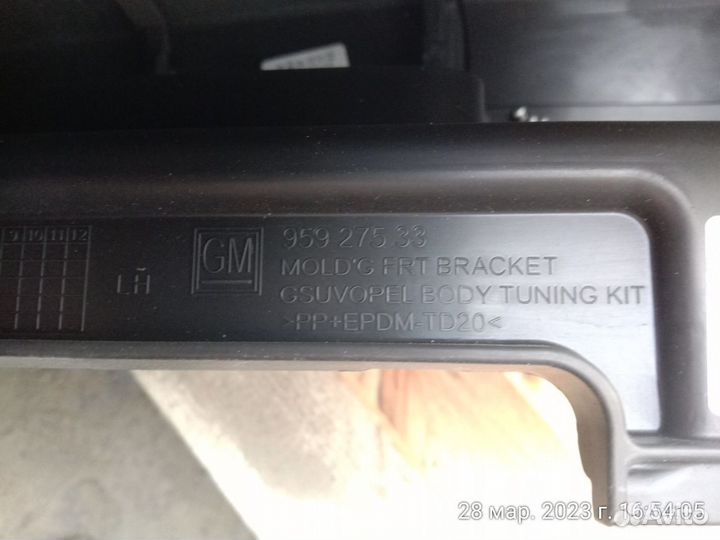 9 10 11 12
LH
GM
959 275 33
MOLD'G FRT BRACKET
GSUVOPEL BODY TUNING KIT
>PP+EPDM-TD20<
28 мар. 2023 г. 16:54:05
Avito